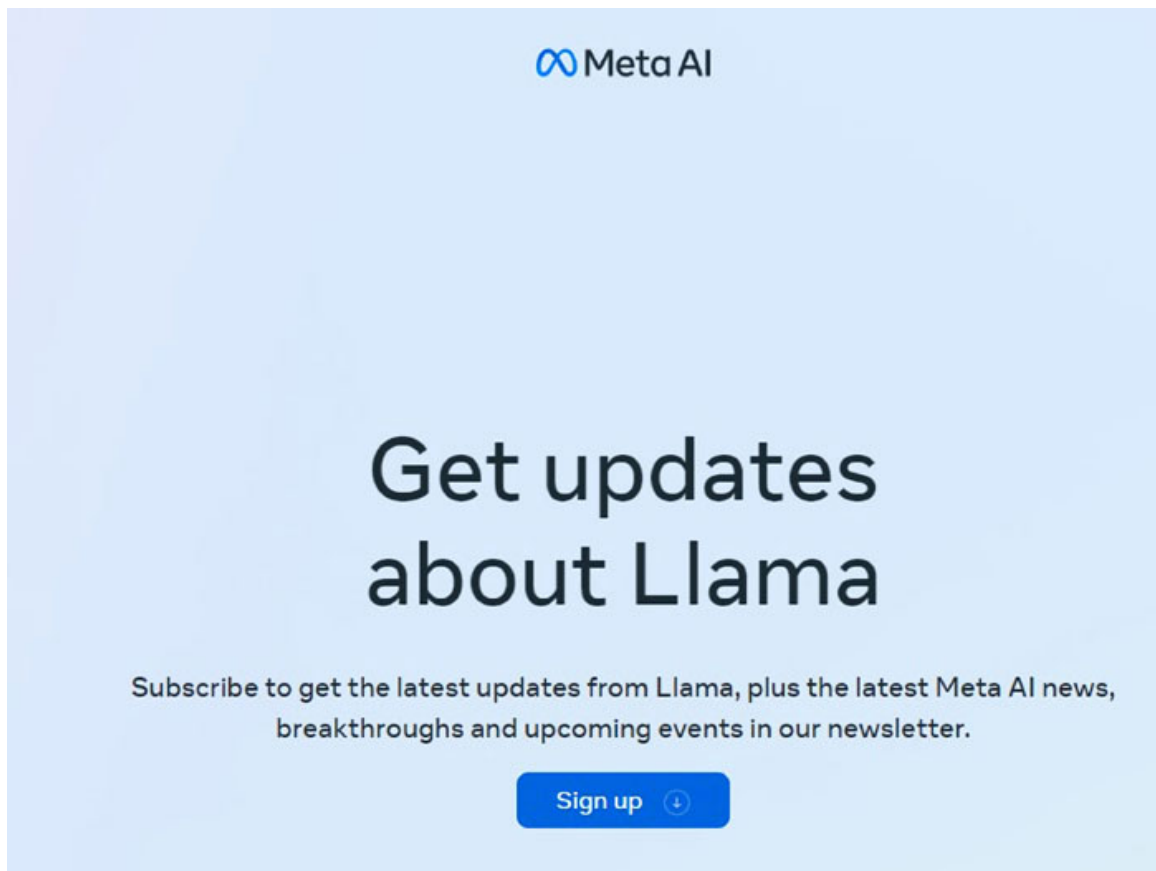 Meta AI
Get updates
about Llama
Subscribe to get the latest updates from Llama, plus the latest Meta AI news,
breakthroughs and upcoming events in our newsletter.
Sign up